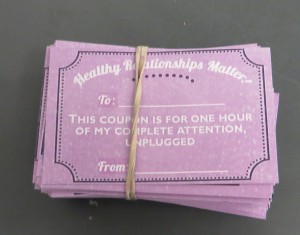 Healthy Relationships Matter!
To:
THIS COUPON IS FOR ONE HOUR
OF MY COMPLETE ATTENTION,
UNPLUGGED
From: